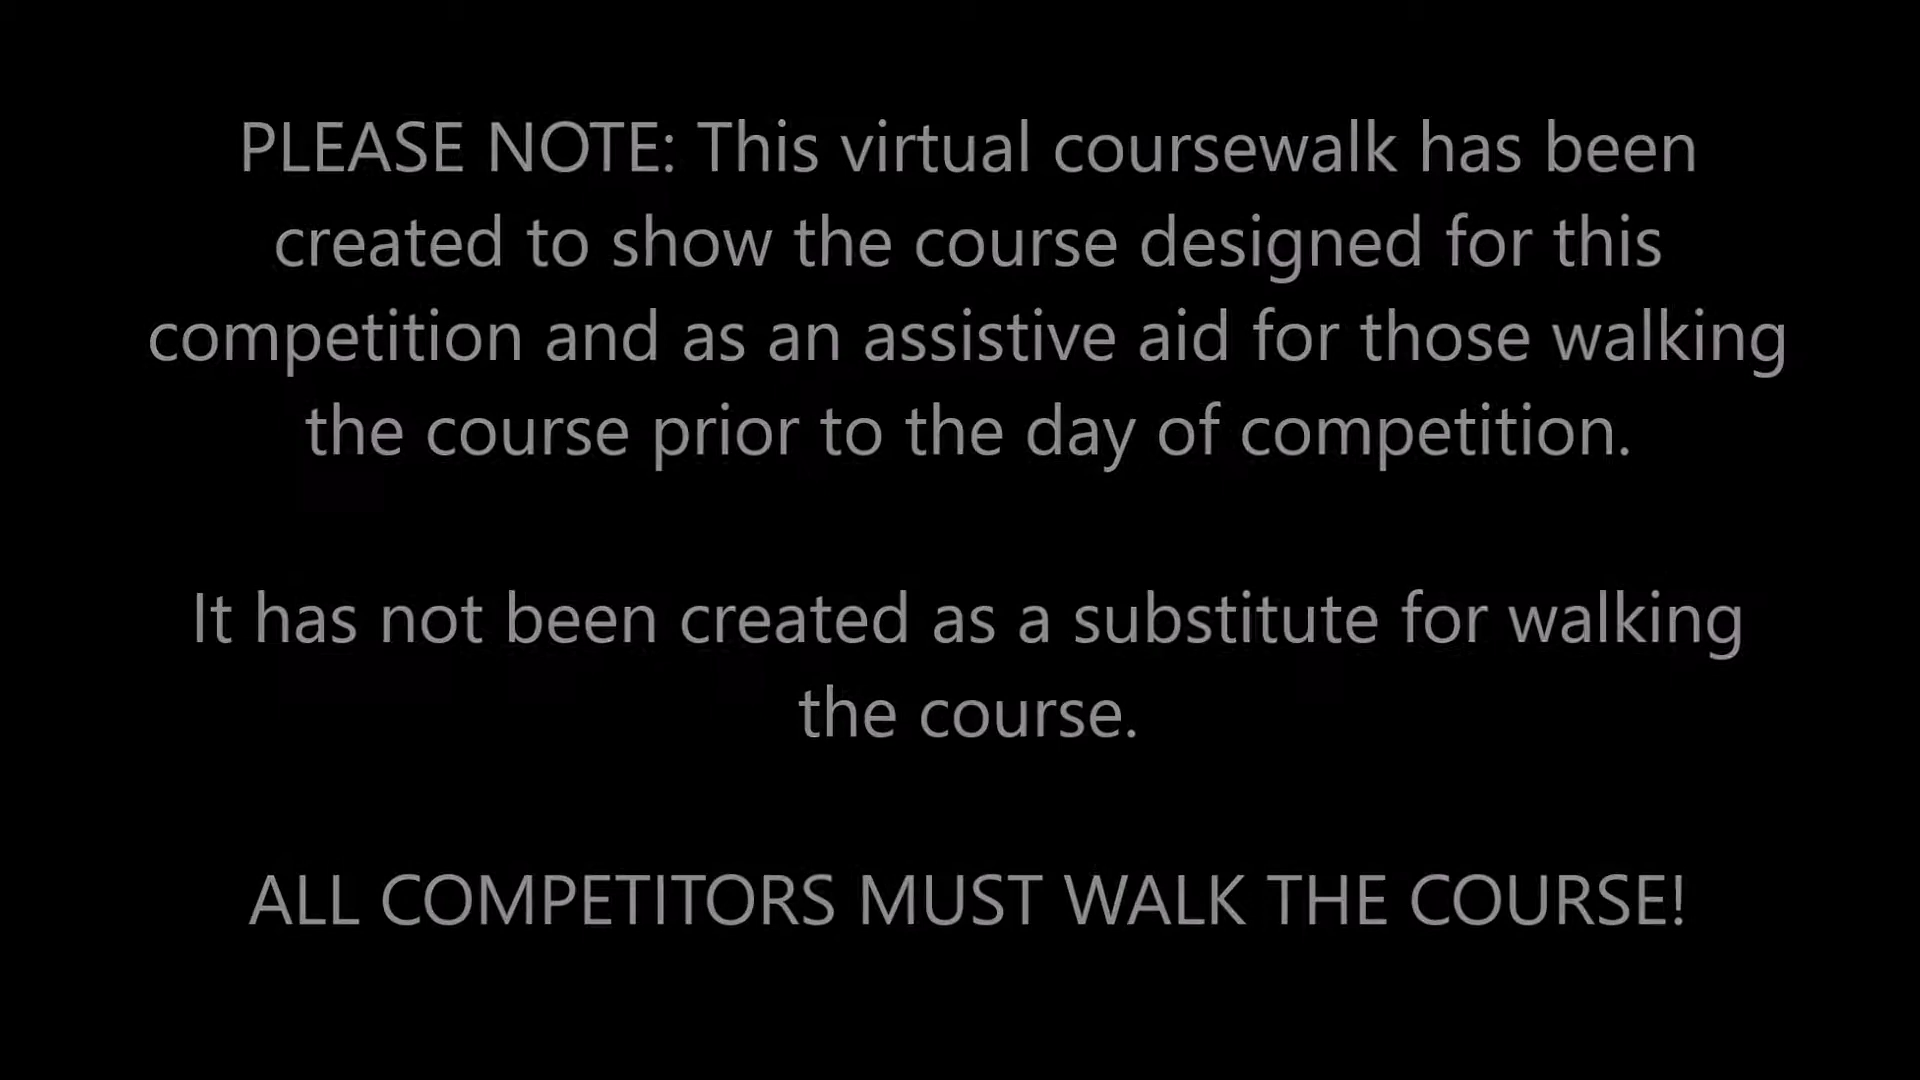 PLEASE NOTE: This virtual coursewalk has been
created to show the course designed for this
competition and as an assistive aid for those walking
the course prior to the day of competition.
It has not been created as a substitute for walking
the course.
ALL COMPETITORS MUST WALK THE COURSE!